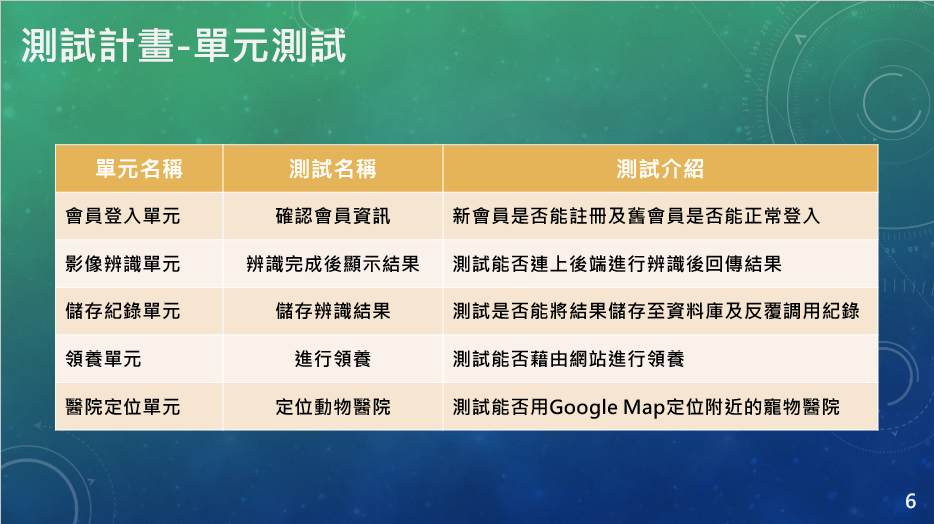 測試計畫-單元測試
單元名稱 測試名稱 測試介紹
會員登入單元 確認會員資訊 新會員是否能註冊及舊會員是否能正常登入
影像辨識單元 辨識完成後顯示結果 測試能否連上後端進行辨識後回傳結果
儲存紀錄單元 儲存辨識結果 測試是否能將結果儲存至資料庫及反覆調用紀錄
領養單元 進行領養 測試能否藉由網站進行領養
醫院定位單元 定位動物醫院 測試能否用Google Map定位附近的寵物醫院
6